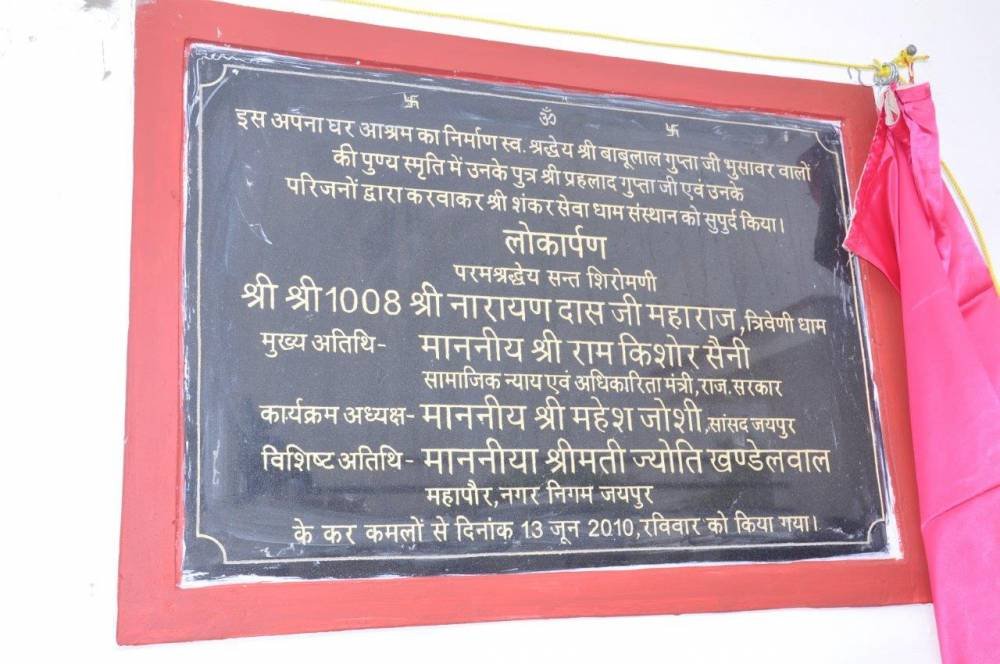 卐 ॐ 卐
इस अपना घर आश्रम का निर्माण स्व. श्रद्धेय श्री बाबूलाल गुप्ता जी भुसावर वालों
की पुण्य स्मृति में उनके पुत्र श्री प्रहलाद गुप्ता जी एवं उनके
परिजनों द्वारा करवाकर श्री शंकर सेवा धाम संस्थान को सुपुर्द किया।
लोकार्पण
परमश्रद्धेय सन्त शिरोमणी
श्री श्री 1008 श्री नारायण दास जी महाराज, त्रिवेणी धाम
मुख्य अतिथि- माननीय श्री राम किशोर सैनी
सामाजिक न्याय एवं अधिकारिता मंत्री, राज. सरकार
कार्यक्रम अध्यक्ष- माननीय श्री महेश जोशी, सांसद जयपुर
विशिष्ट अतिथि- माननीया श्रीमती ज्योति खण्डेलवाल
महापौर, नगर निगम जयपुर
के कर कमलों से दिनांक 13 जून 2010, रविवार को किया गया।